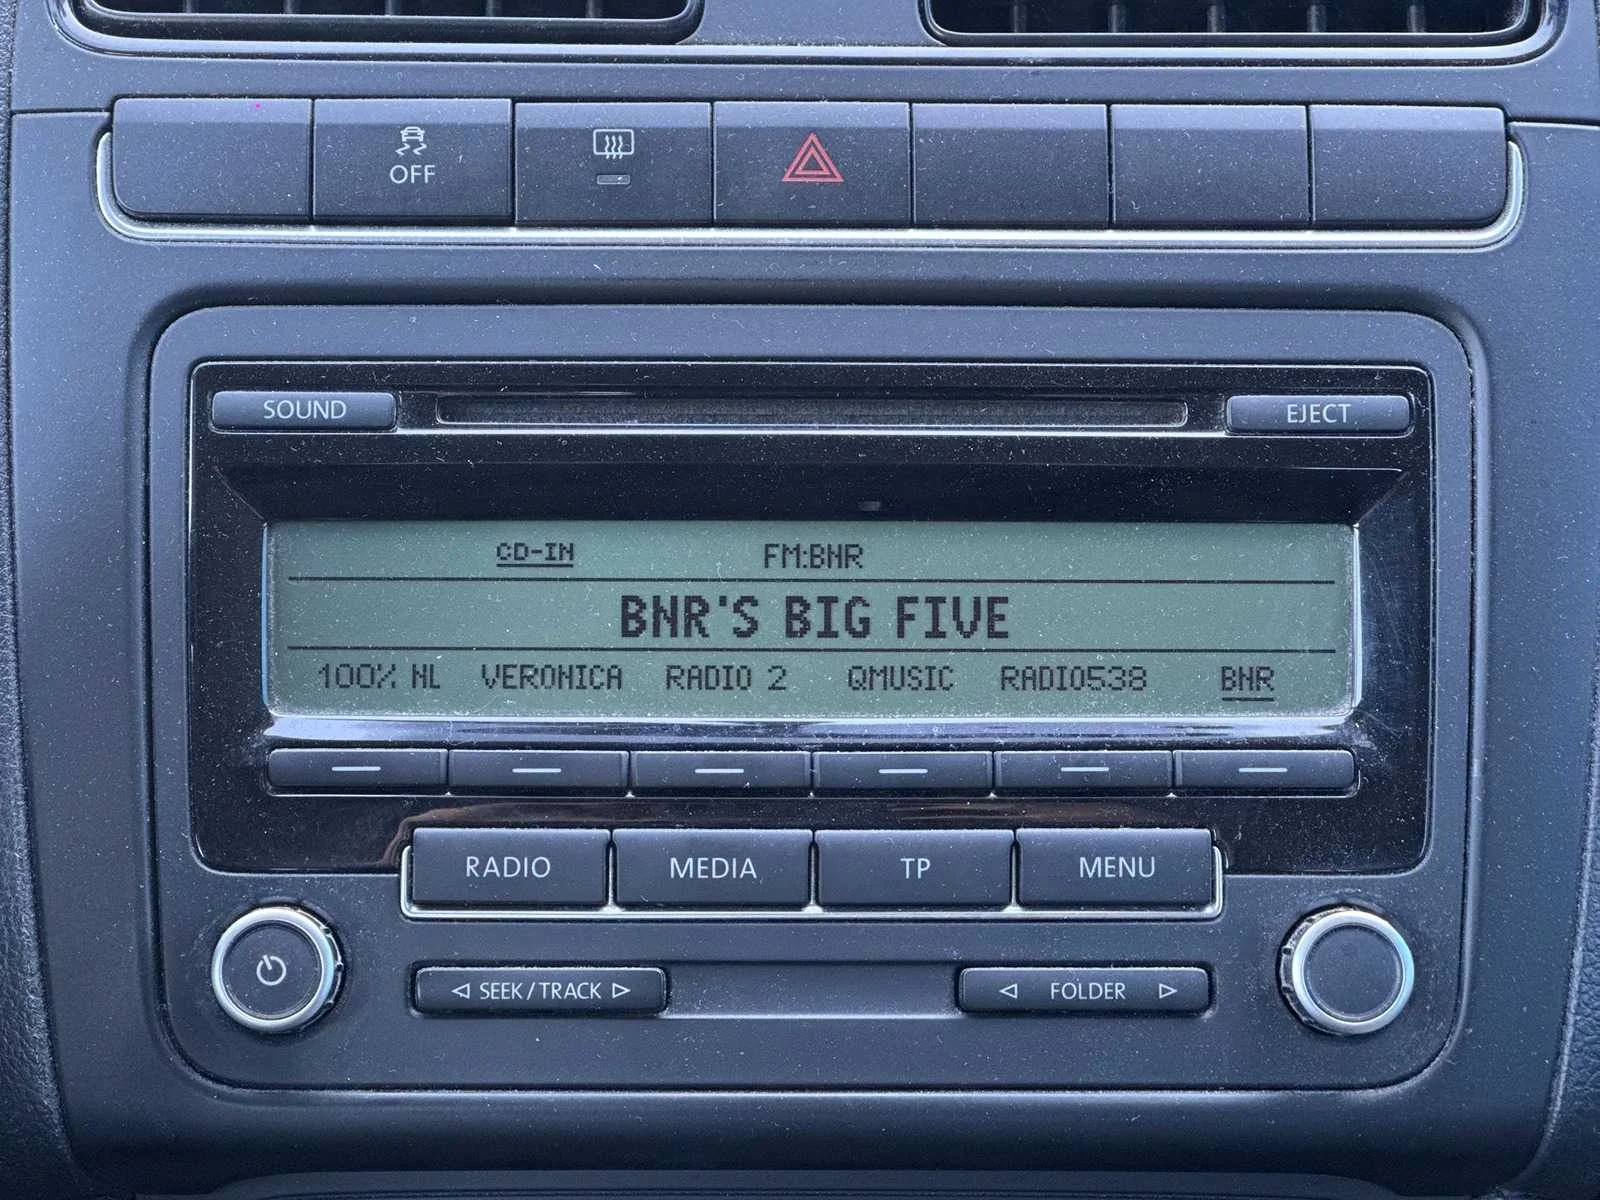 OFF
SOUND EJECT
CD-IN FM:BNR
BNR'S BIG FIVE
100% NL VERONICA RADIO 2 QMUSIC RADIO538 BNR
RADIO MEDIA TP MENU
SEEK / TRACK FOLDER